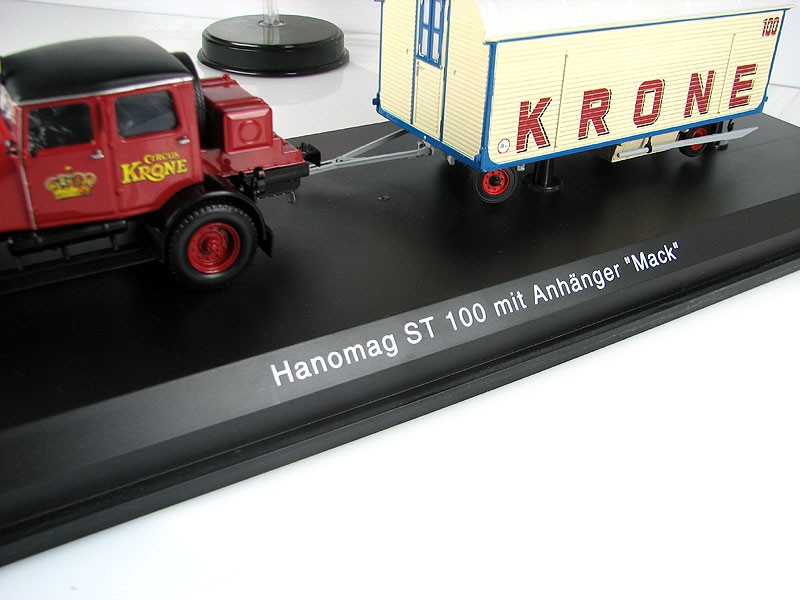 CIRCUS
KRONE
KRONE
100
Hanomag ST 100 mit Anhänger "Mack"